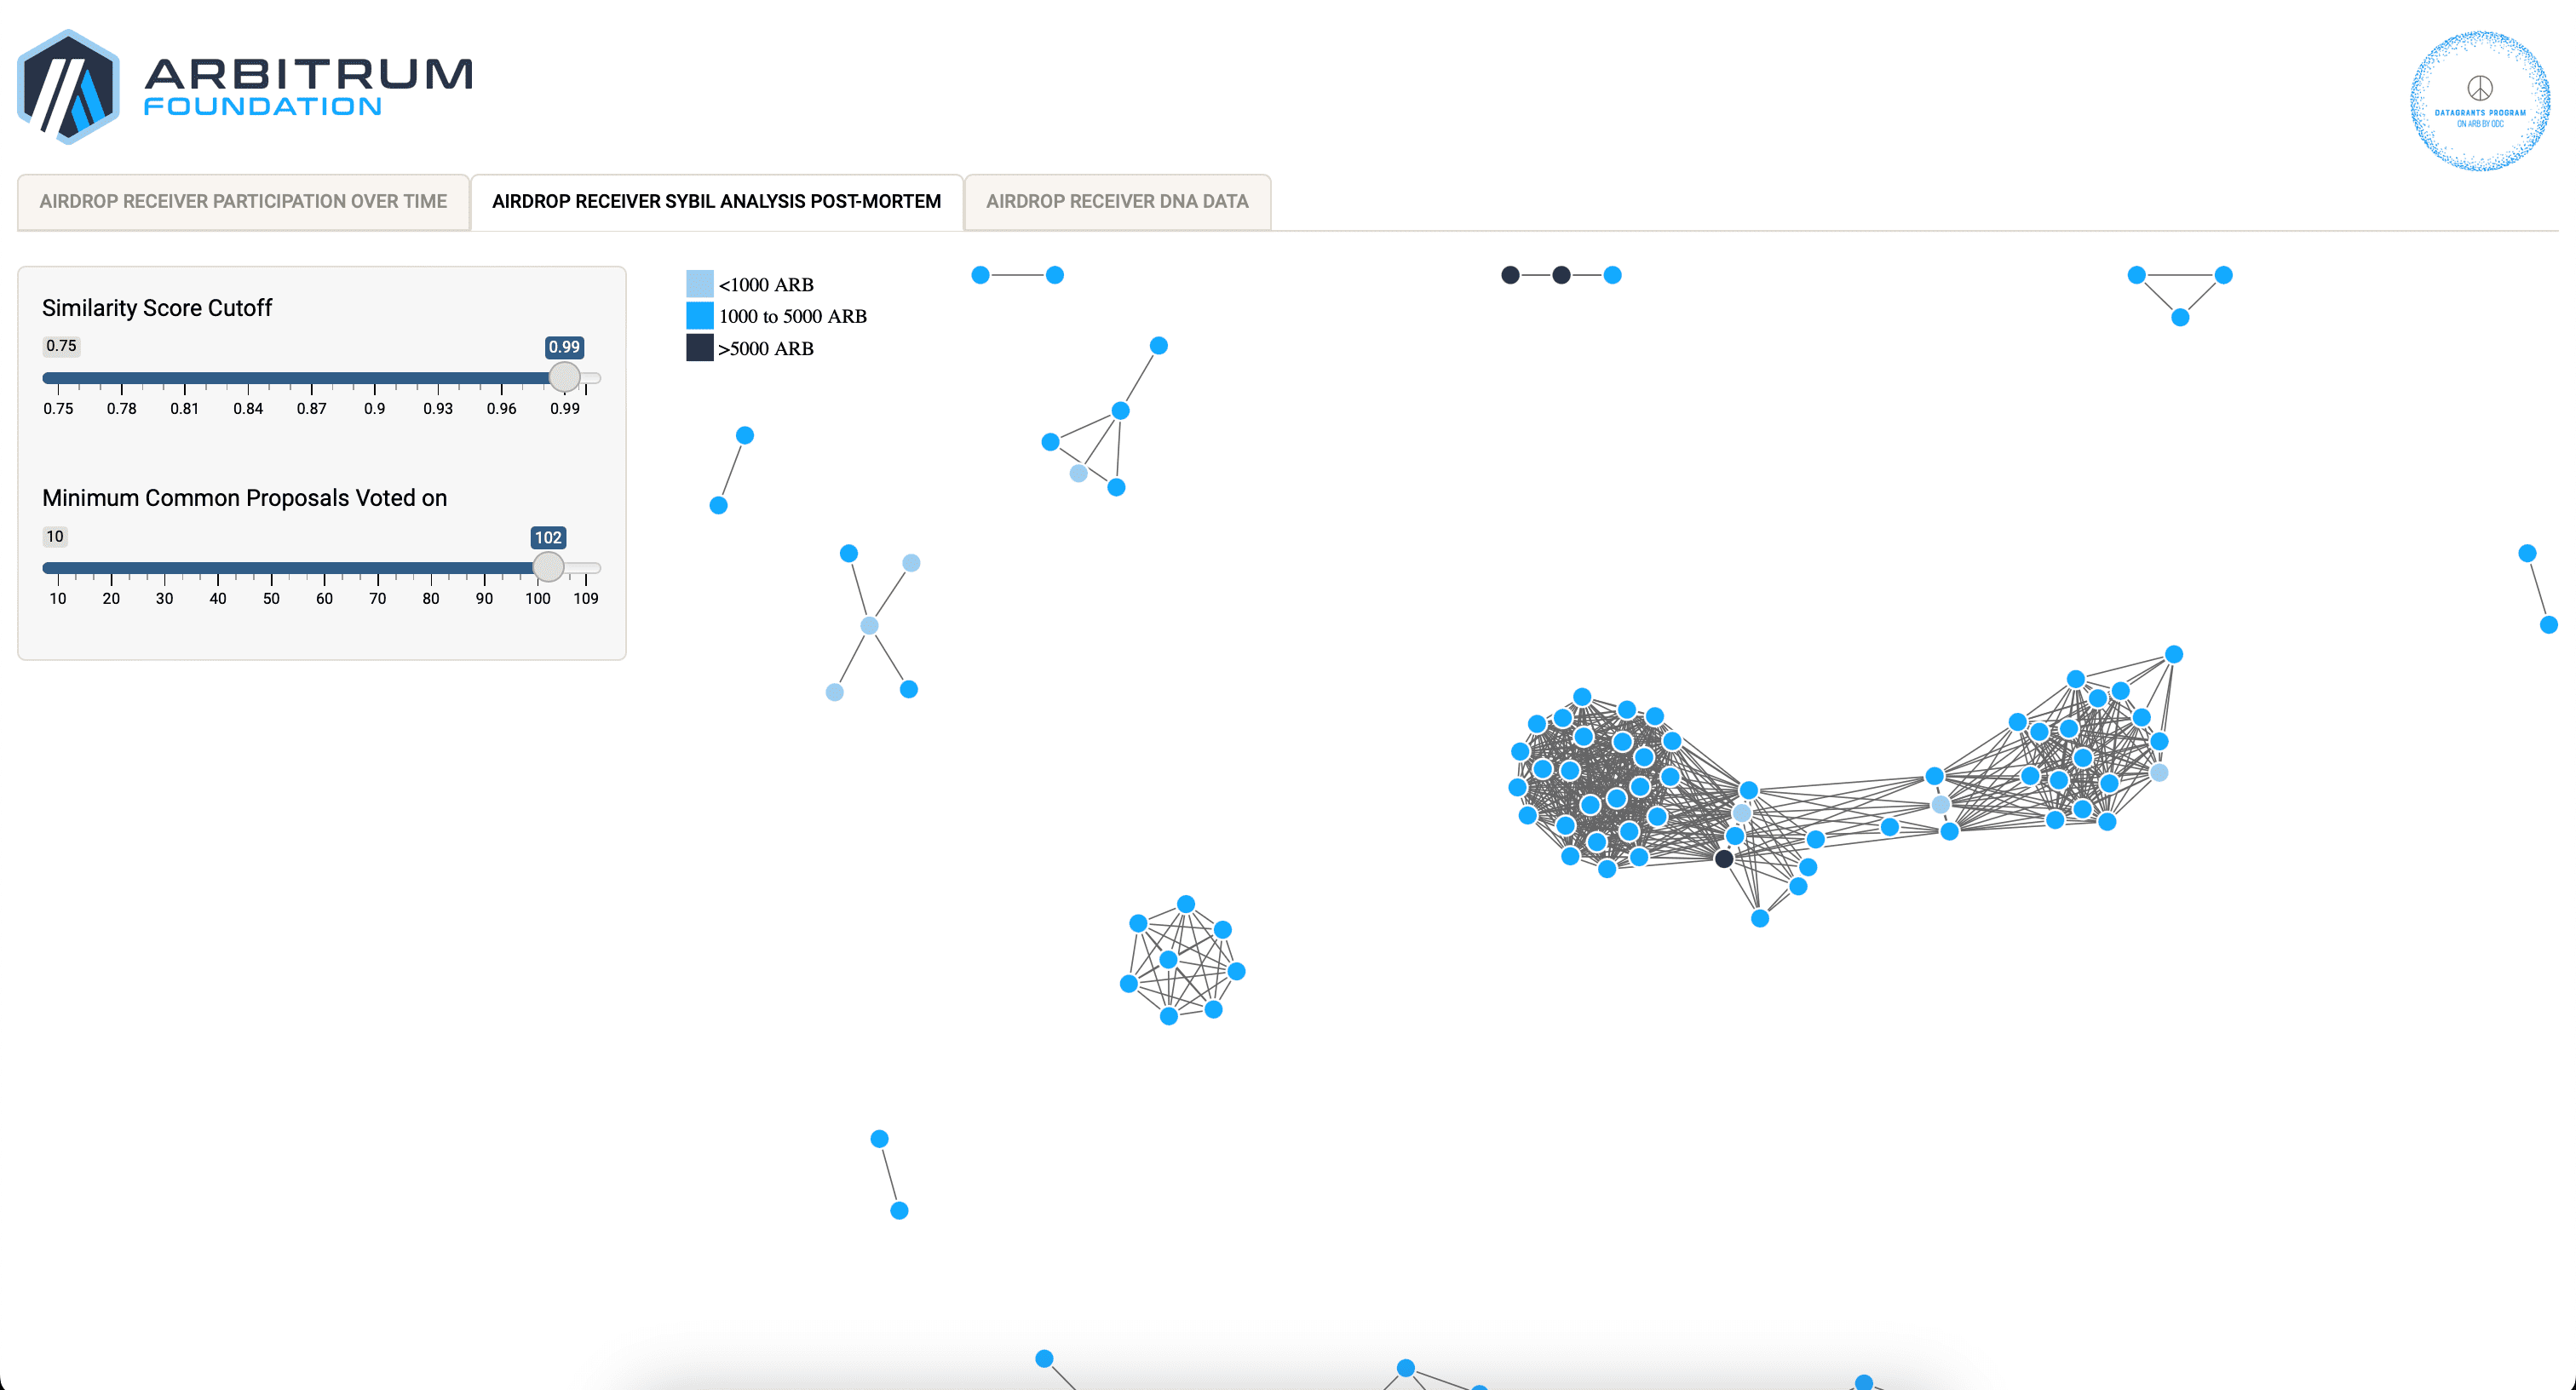 ARBITRUM
FOUNDATION
DATAGRANTS PROGRAM
ON ARB BY ODC
AIRDROP RECEIVER PARTICIPATION OVER TIME
AIRDROP RECEIVER SYBIL ANALYSIS POST-MORTEM
AIRDROP RECEIVER DNA DATA
Similarity Score Cutoff
0.75
0.99
0.75 0.78 0.81 0.84 0.87 0.9 0.93 0.96 0.99
Minimum Common Proposals Voted on
10
102
10 20 30 40 50 60 70 80 90 100 109
<1000 ARB
1000 to 5000 ARB
>5000 ARB